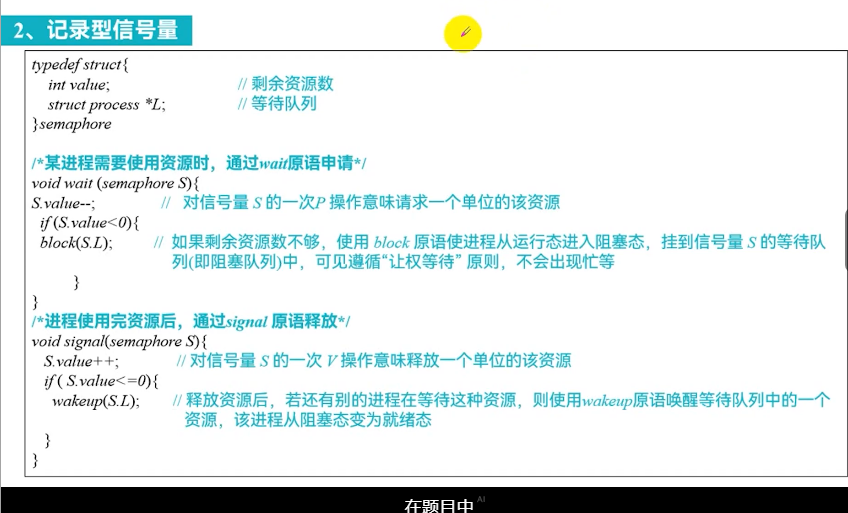 2、记录型信号量
typedef struct{
int value; // 剩余资源数
struct process *L; // 等待队列
}semaphore
/*某进程需要使用资源时，通过wait原语申请*/
void wait (semaphore S){
S.value--; // 对信号量 S 的一次P 操作意味请求一个单位的该资源
if (S.value<0){
block(S.L); // 如果剩余资源数不够，使用 block 原语使进程从运行态进入阻塞态，挂到信号量 S 的等待队
列(即阻塞队列)中，可见遵循“让权等待” 原则，不会出现忙等
}
}
/*进程使用完资源后，通过signal 原语释放*/
void signal(semaphore S){
S.value++; // 对信号量 S 的一次 V 操作意味释放一个单位的该资源
if ( S.value<=0){
wakeup(S.L); // 释放资源后，若还有别的进程在等待这种资源，则使用wakeup原语唤醒等待队列中的一个
资源，该进程从阻塞态变为就绪态
}
}
在题目中 AI